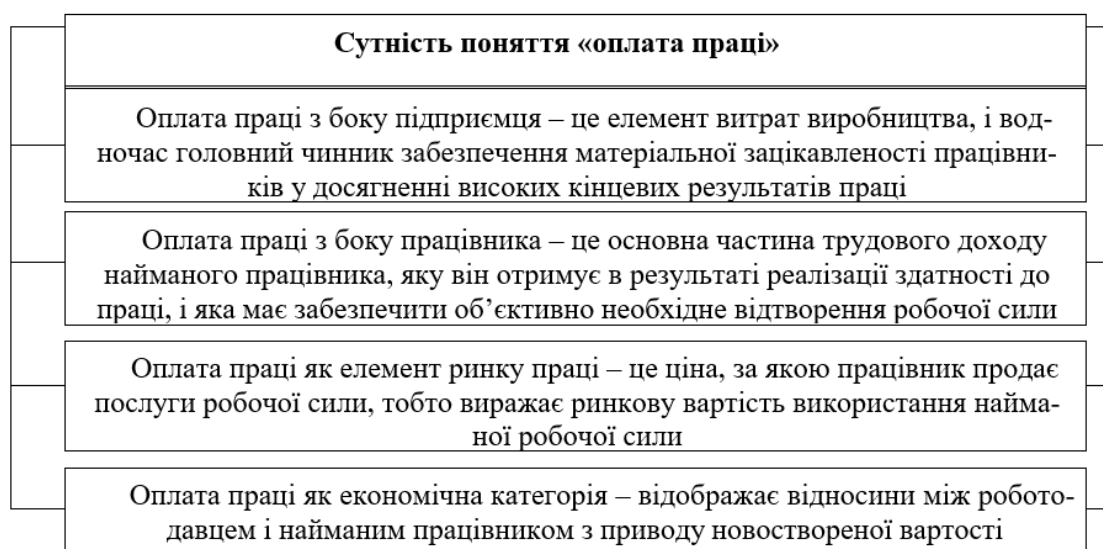 Сутність поняття «оплата праці»
Оплата праці з боку підприємця – це елемент витрат виробництва, і вод-
ночас головний чинник забезпечення матеріальної зацікавленості працівни-
ків у досягненні високих кінцевих результатів праці
Оплата праці з боку працівника – це основна частина трудового доходу
найманого працівника, яку він отримує в результаті реалізації здатності до
праці, і яка має забезпечити об’єктивно необхідне відтворення робочої сили
Оплата праці як елемент ринку праці – це ціна, за якою працівник продає
послуги робочої сили, тобто виражає ринкову вартість використання найма-
ної робочої сили
Оплата праці як економічна категорія – відображає відносини між робото-
давцем і найманим працівником з приводу новоствореної вартості